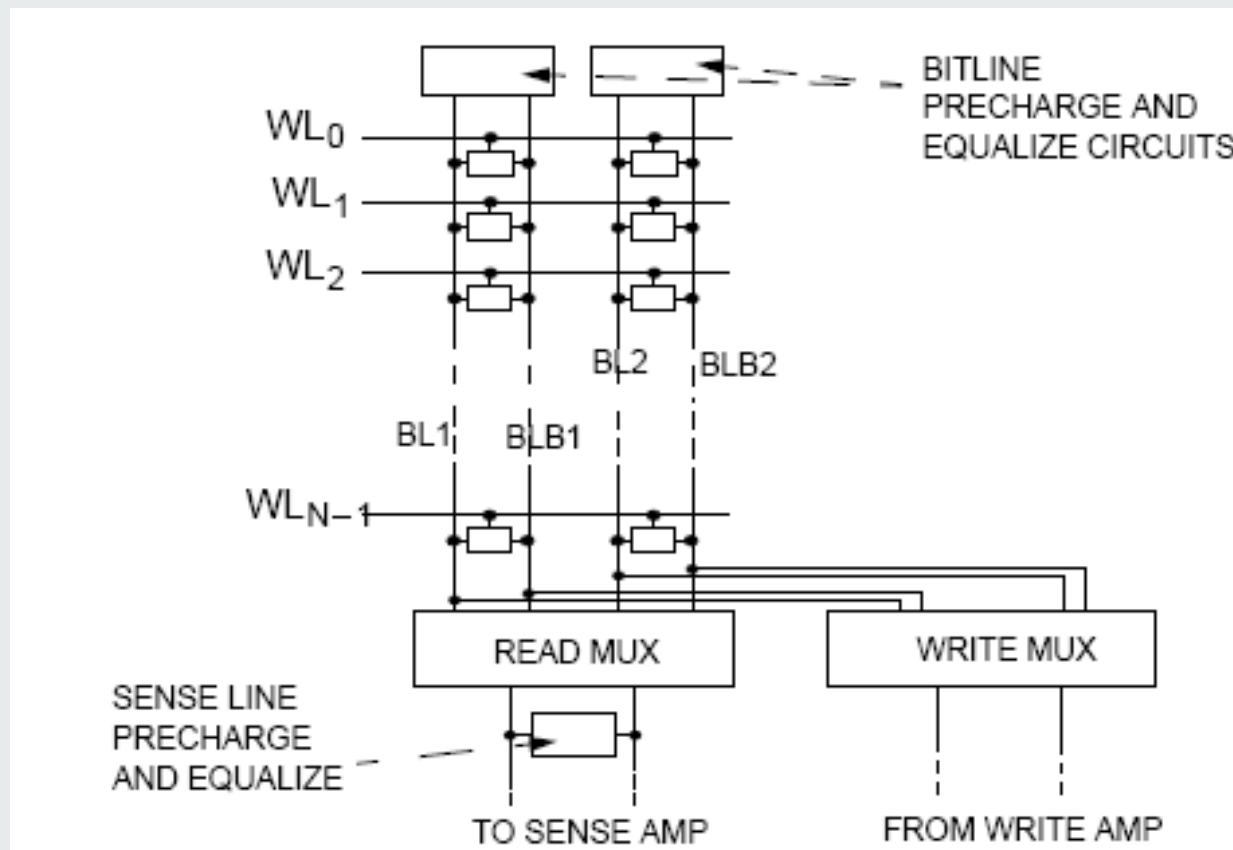 BITLINE
PRECHARGE AND
EQUALIZE CIRCUITS
WL0
WL1
WL2
BL2
BLB2
BL1
BLB1
WLN–1
READ MUX
WRITE MUX
SENSE LINE
PRECHARGE
AND EQUALIZE
TO SENSE AMP
FROM WRITE AMP